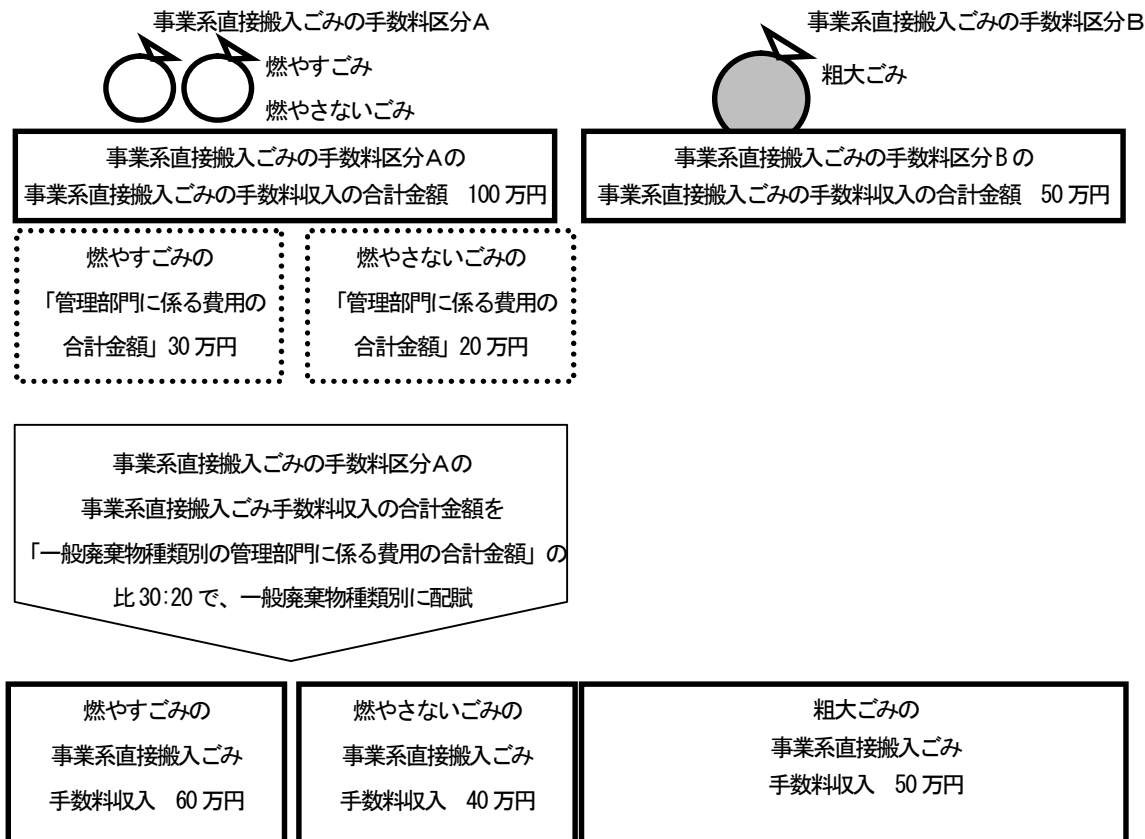 事業系直接搬入ごみの手数料区分A
燃やすごみ
燃やさないごみ
事業系直接搬入ごみの手数料区分Aの
事業系直接搬入ごみの手数料収入の合計金額　100万円
燃やすごみの
「管理部門に係る費用の
合計金額」30万円
燃やさないごみの
「管理部門に係る費用の
合計金額」20万円
事業系直接搬入ごみの手数料区分B
粗大ごみ
事業系直接搬入ごみの手数料区分Bの
事業系直接搬入ごみの手数料収入の合計金額　50万円
事業系直接搬入ごみの手数料区分Aの
事業系直接搬入ごみ手数料収入の合計金額を
「一般廃棄物種類別の管理部門に係る費用の合計金額」の
比30:20で、一般廃棄物種類別に配賦
燃やすごみの
事業系直接搬入ごみ
手数料収入　60万円
燃やさないごみの
事業系直接搬入ごみ
手数料収入　40万円
粗大ごみの
事業系直接搬入ごみ
手数料収入　50万円